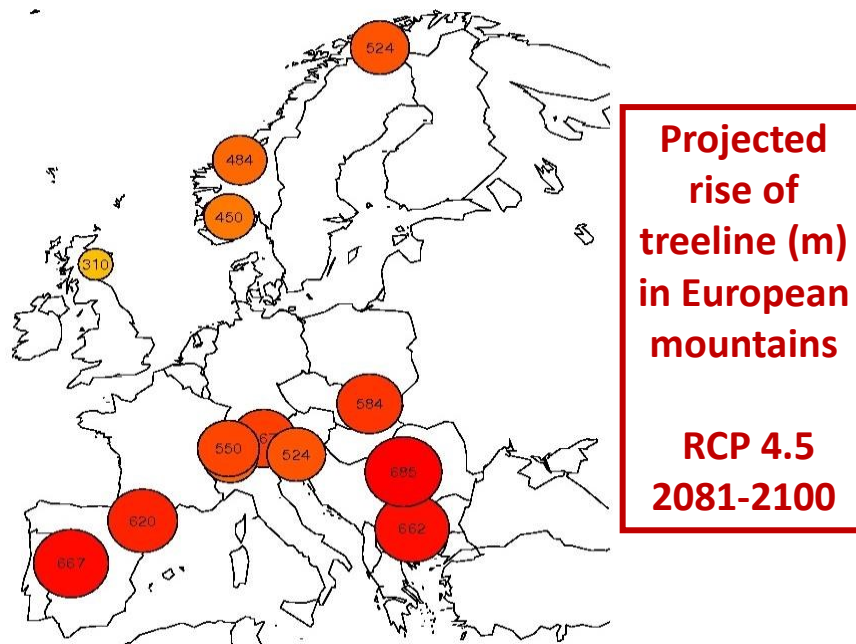 524
484
450
310
584
550
524
685
620
662
667
Projected
rise of
treeline (m)
in European
mountains
RCP 4.5
2081-2100